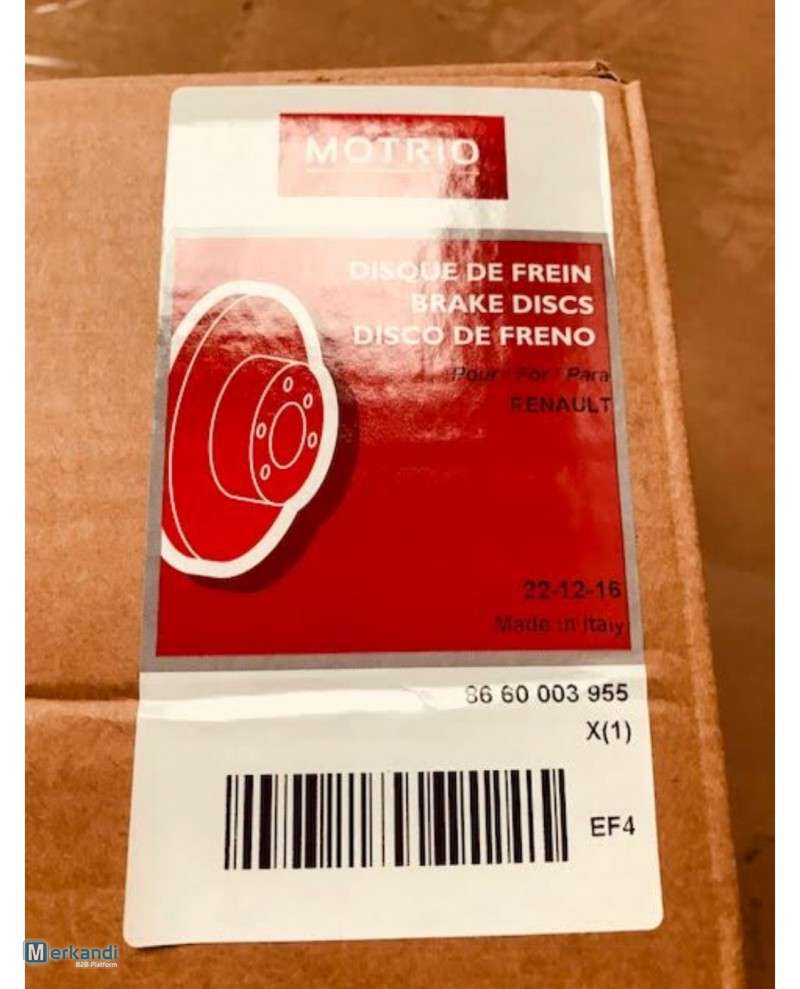 MOTRIO
DISQUE DE FREIN
BRAKE DISCS
DISCO DE FRENO
Pour For Para
RENAULT
22-12-16
Made in Italy
86 60 003 955
X(1)
EF4
Merkandi
B2B Platform